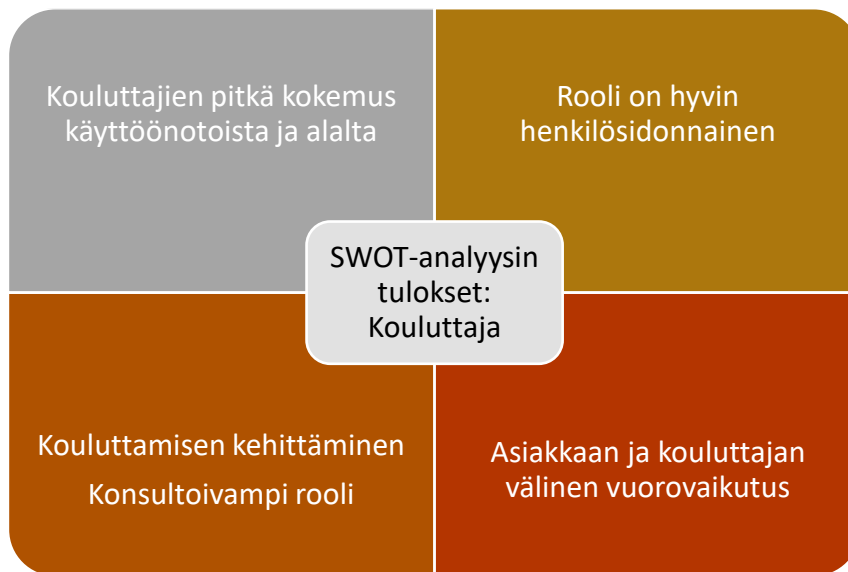 Kouluttajien pitkä kokemus
käyttöönotoista ja alalta
Rooli on hyvin
henkilösidonnainen
SWOT-analyysin
tulokset:
Kouluttaja
Kouluttamisen kehittäminen
Konsultoivampi rooli
Asiakkaan ja kouluttajan
välinen vuorovaikutus